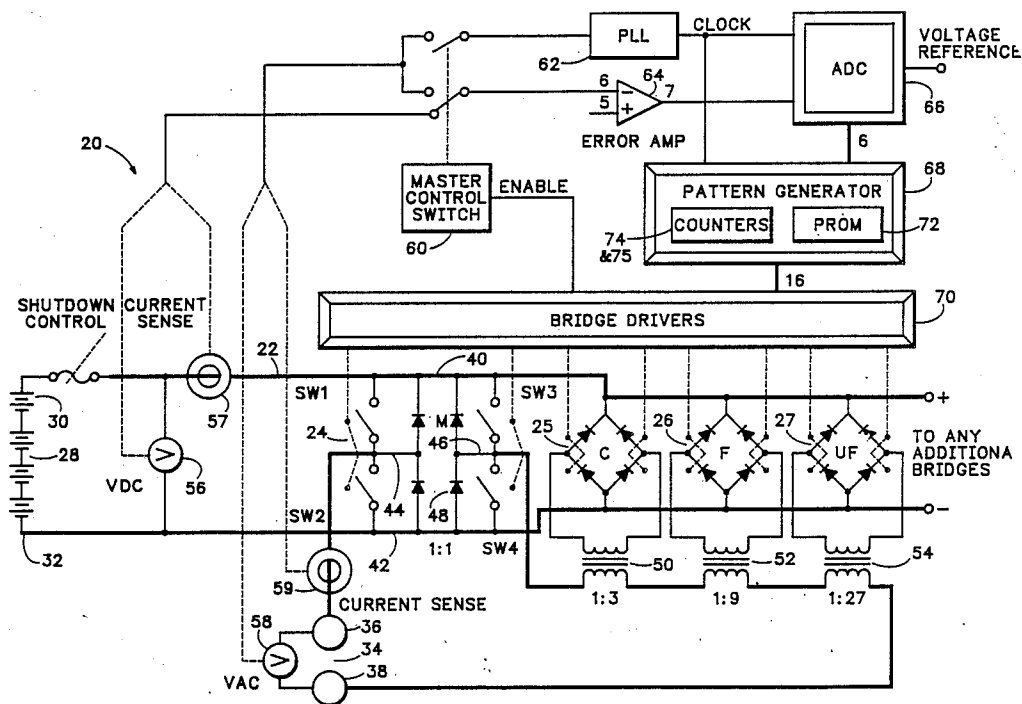 PLL
CLOCK
62
ADC
VOLTAGE
REFERENCE
66
64
6
7
5
−
+
ERROR AMP
6
20
MASTER
CONTROL
SWITCH
ENABLE
60
PATTERN GENERATOR
68
COUNTERS
PROM
74
&75
72
16
SHUTDOWN
CONTROL
CURRENT
SENSE
BRIDGE DRIVERS
70
22
40
57
SW1
SW3
+
30
24
M
46
25
C
26
F
27
UF
TO ANY
ADDITIONA
BRIDGES
28
V
VDC
56
44
48
SW2
−
32
42
1:1
SW4
50
52
54
59
1:3
1:9
1:27
CURRENT SENSE
36
58
V
34
38
VAC